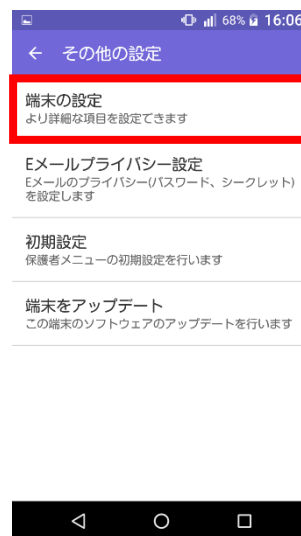 68% 16:06
← その他の設定
端末の設定
より詳細な項目を設定できます
Eメールプライバシー設定
Eメールのプライバシー(パスワード、シークレット)
を設定します
初期設定
保護者メニューの初期設定を行います
端末をアップデート
この端末のソフトウェアのアップデートを行います